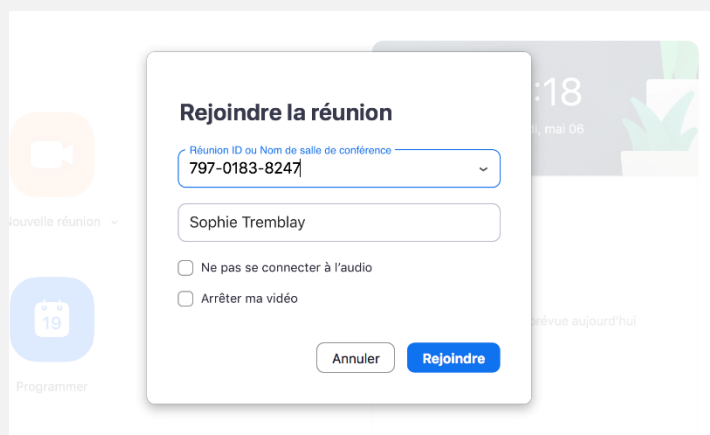 Rejoindre la réunion
Réunion ID ou Nom de salle de conférence
797-0183-8247
Sophie Tremblay
Ne pas se connecter à l'audio
Arrêter ma vidéo
Annuler
Rejoindre
:18
mai 06
Nouvelle réunion
19
Programmer
prévue aujourd'hui